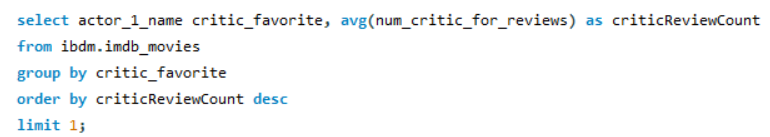 select actor_1_name critic_favorite, avg(num_critic_for_reviews) as criticReviewCount
from ibdm.imdb_movies
group by critic_favorite
order by criticReviewCount desc
limit 1;